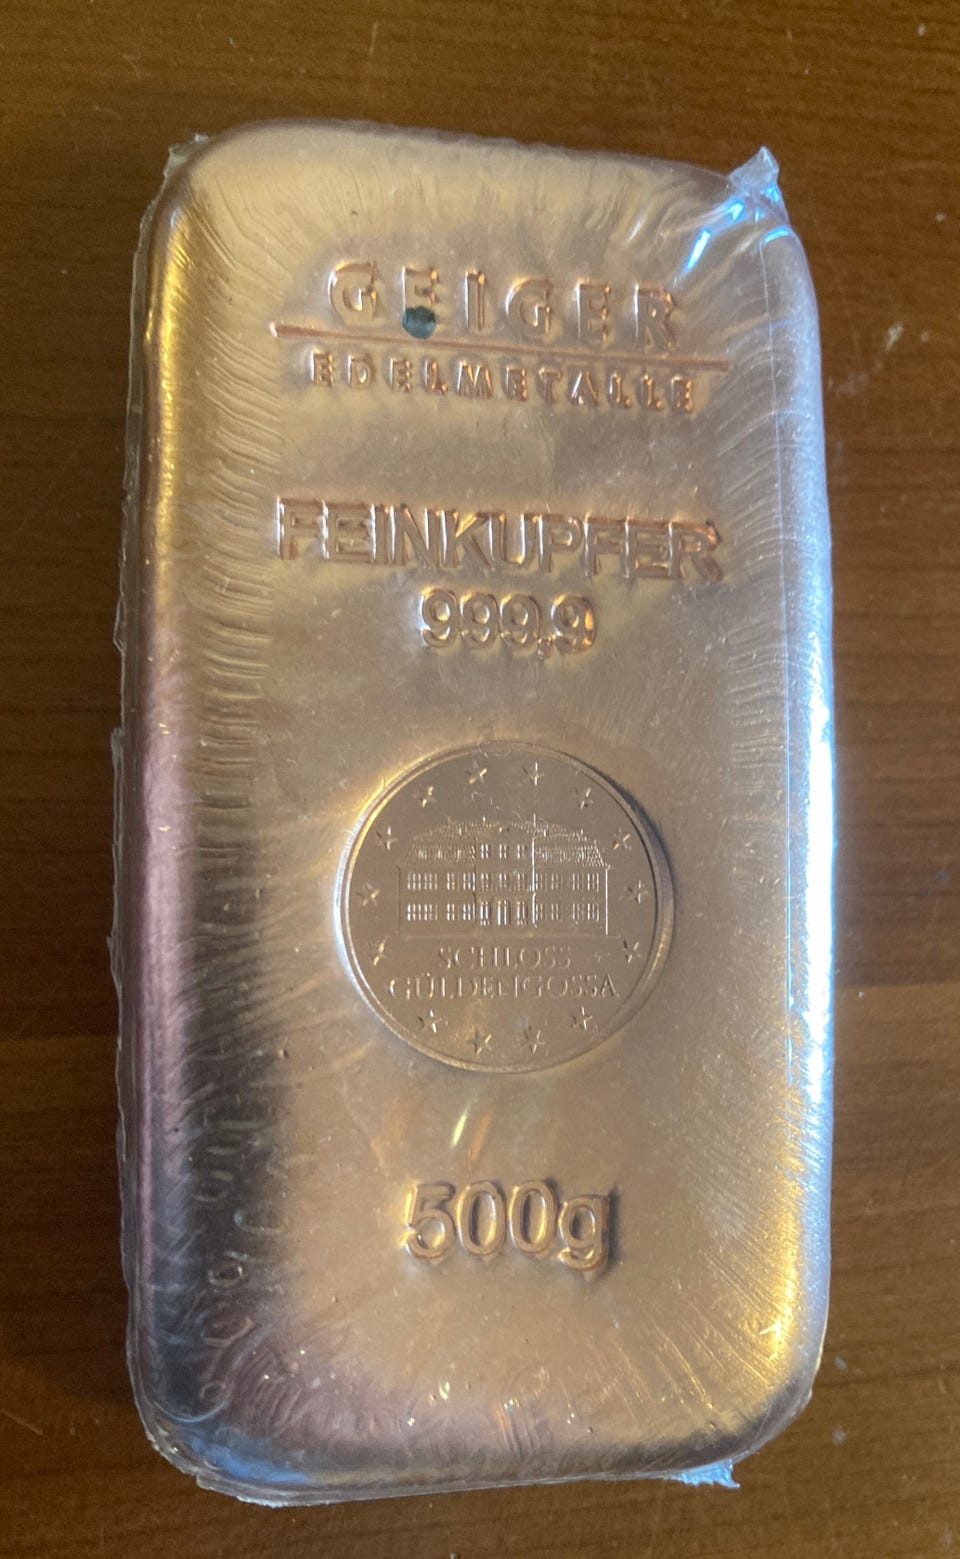 GEIGER
EDELMETALLE
FEINKUPFER
999,9
SCHLOSS
GÜLDENGOSSA
500g